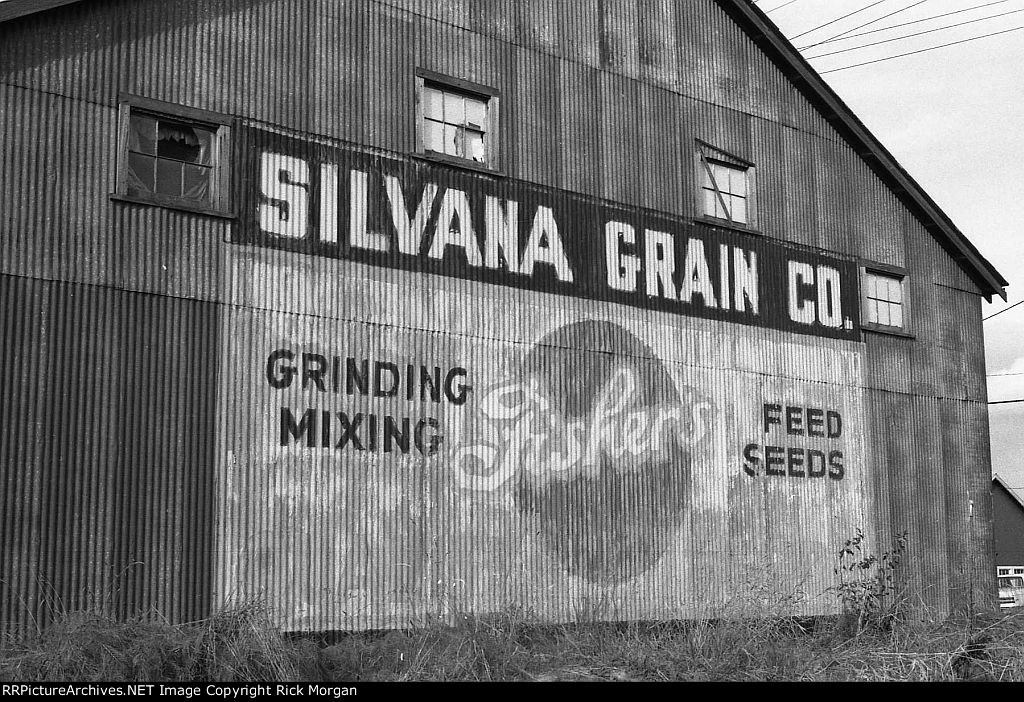 SILVANA GRAIN CO.
GRINDING
MIXING
Fisher's
FEED
SEEDS
RRPictureArchives.NET Image Copyright Rick Morgan